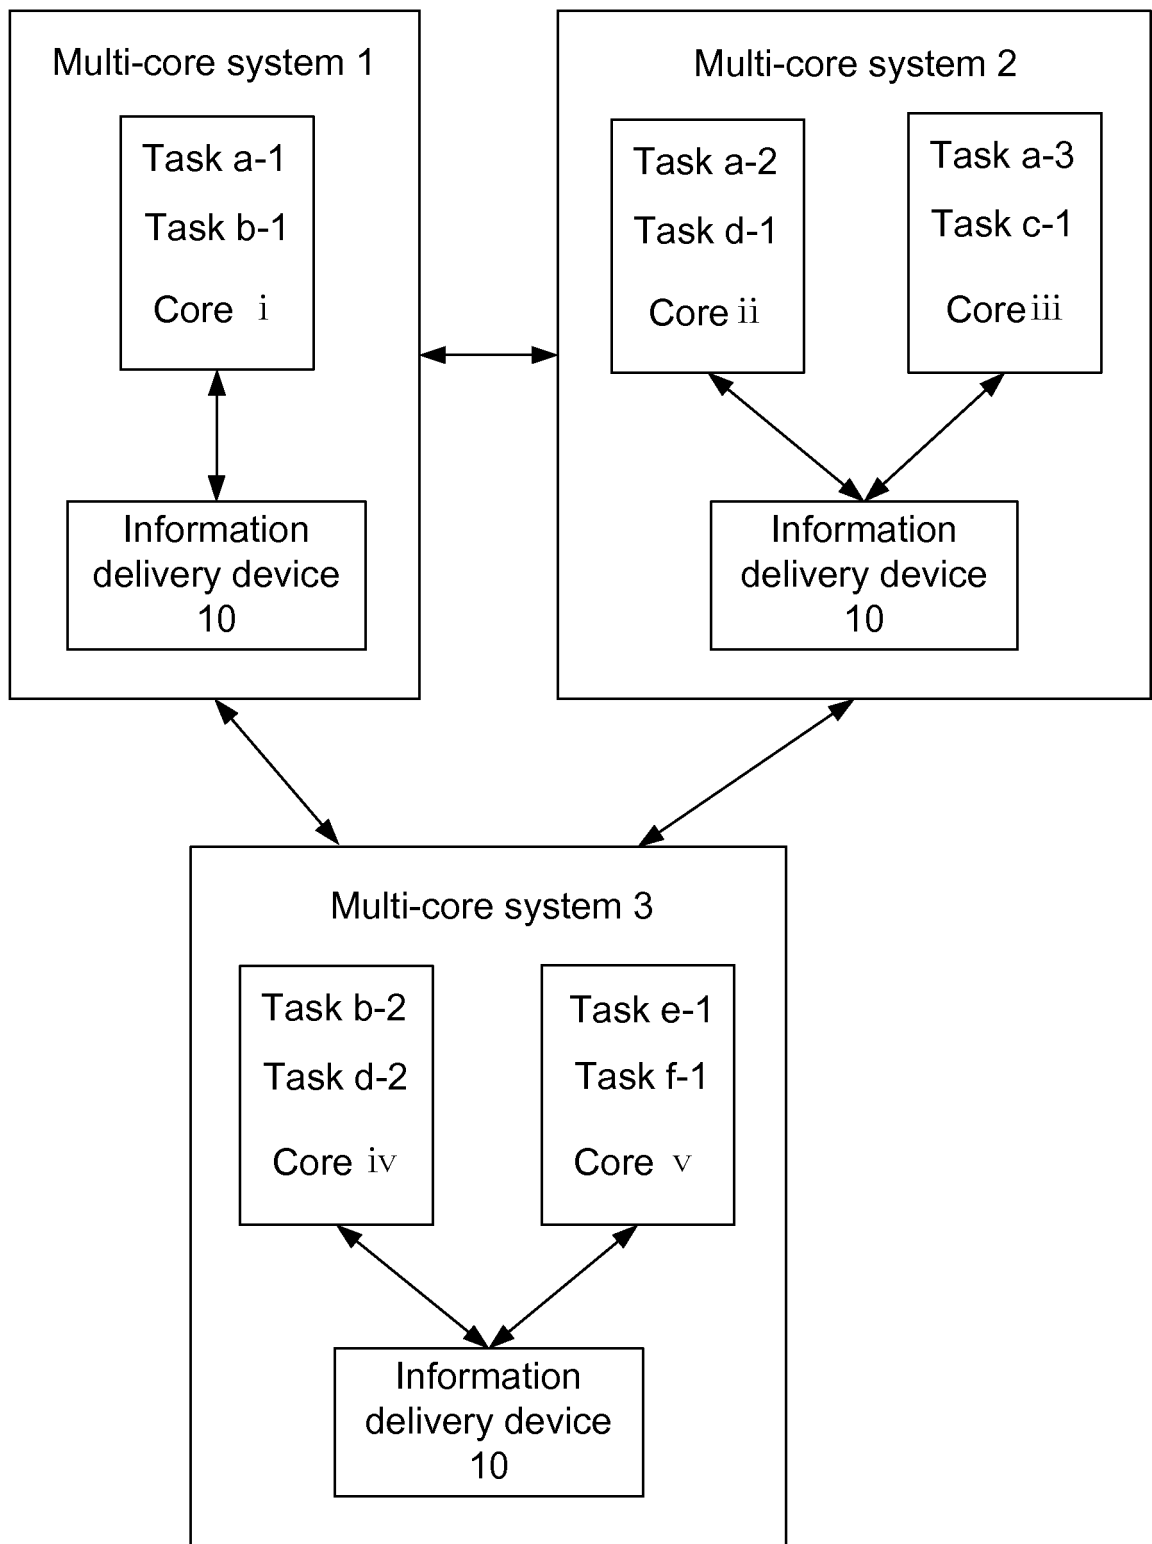 Multi-core system 1
Task a-1
Task b-1
Core i
Information
delivery device
10
Multi-core system 2
Task a-2
Task d-1
Core ii
Task a-3
Task c-1
Core iii
Information
delivery device
10
Multi-core system 3
Task b-2
Task d-2
Core iv
Task e-1
Task f-1
Core v
Information
delivery device
10